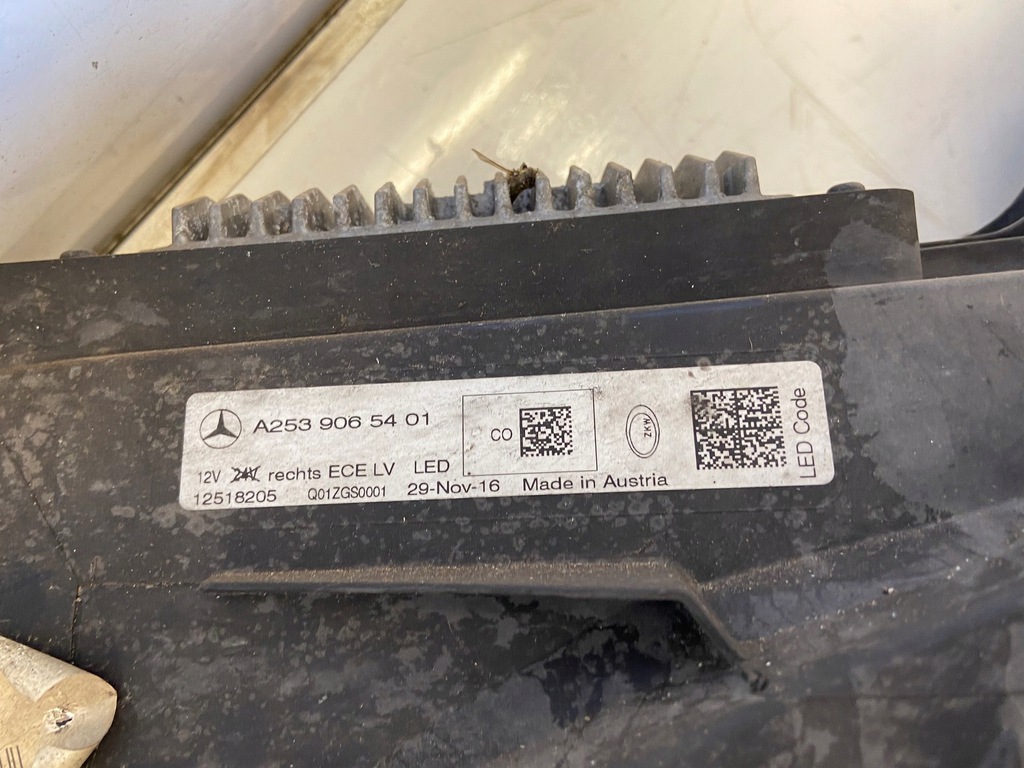 A253 906 54 01
CO
ZKW
12V 24V rechts ECE LV LED
12518205 Q01ZGS0001 29-Nov-16 Made in Austria
LED Code